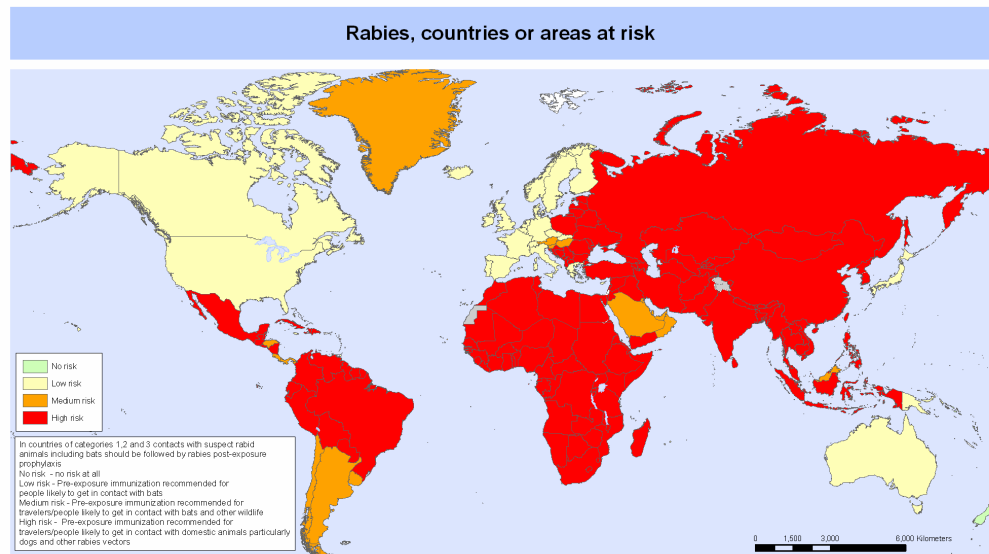 Rabies, countries or areas at risk
No risk
Low risk
Medium risk
High risk
In countries of categories 1,2 and 3 contacts with suspect rabid
animals including bats should be followed by rabies post-exposure
prophylaxis
No risk - no risk at all
Low risk - Pre-exposure immunization recommended for
people likely to get in contact with bats
Medium risk - Pre-exposure immunization recommended for
travelers/people likely to get in contact with bats and other wildlife
High risk - Pre-exposure immunization recommended for
travelers/people likely to get in contact with domestic animals particularly
dogs and other rabies vectors
0 1,500 3,000 6,000 Kilometers